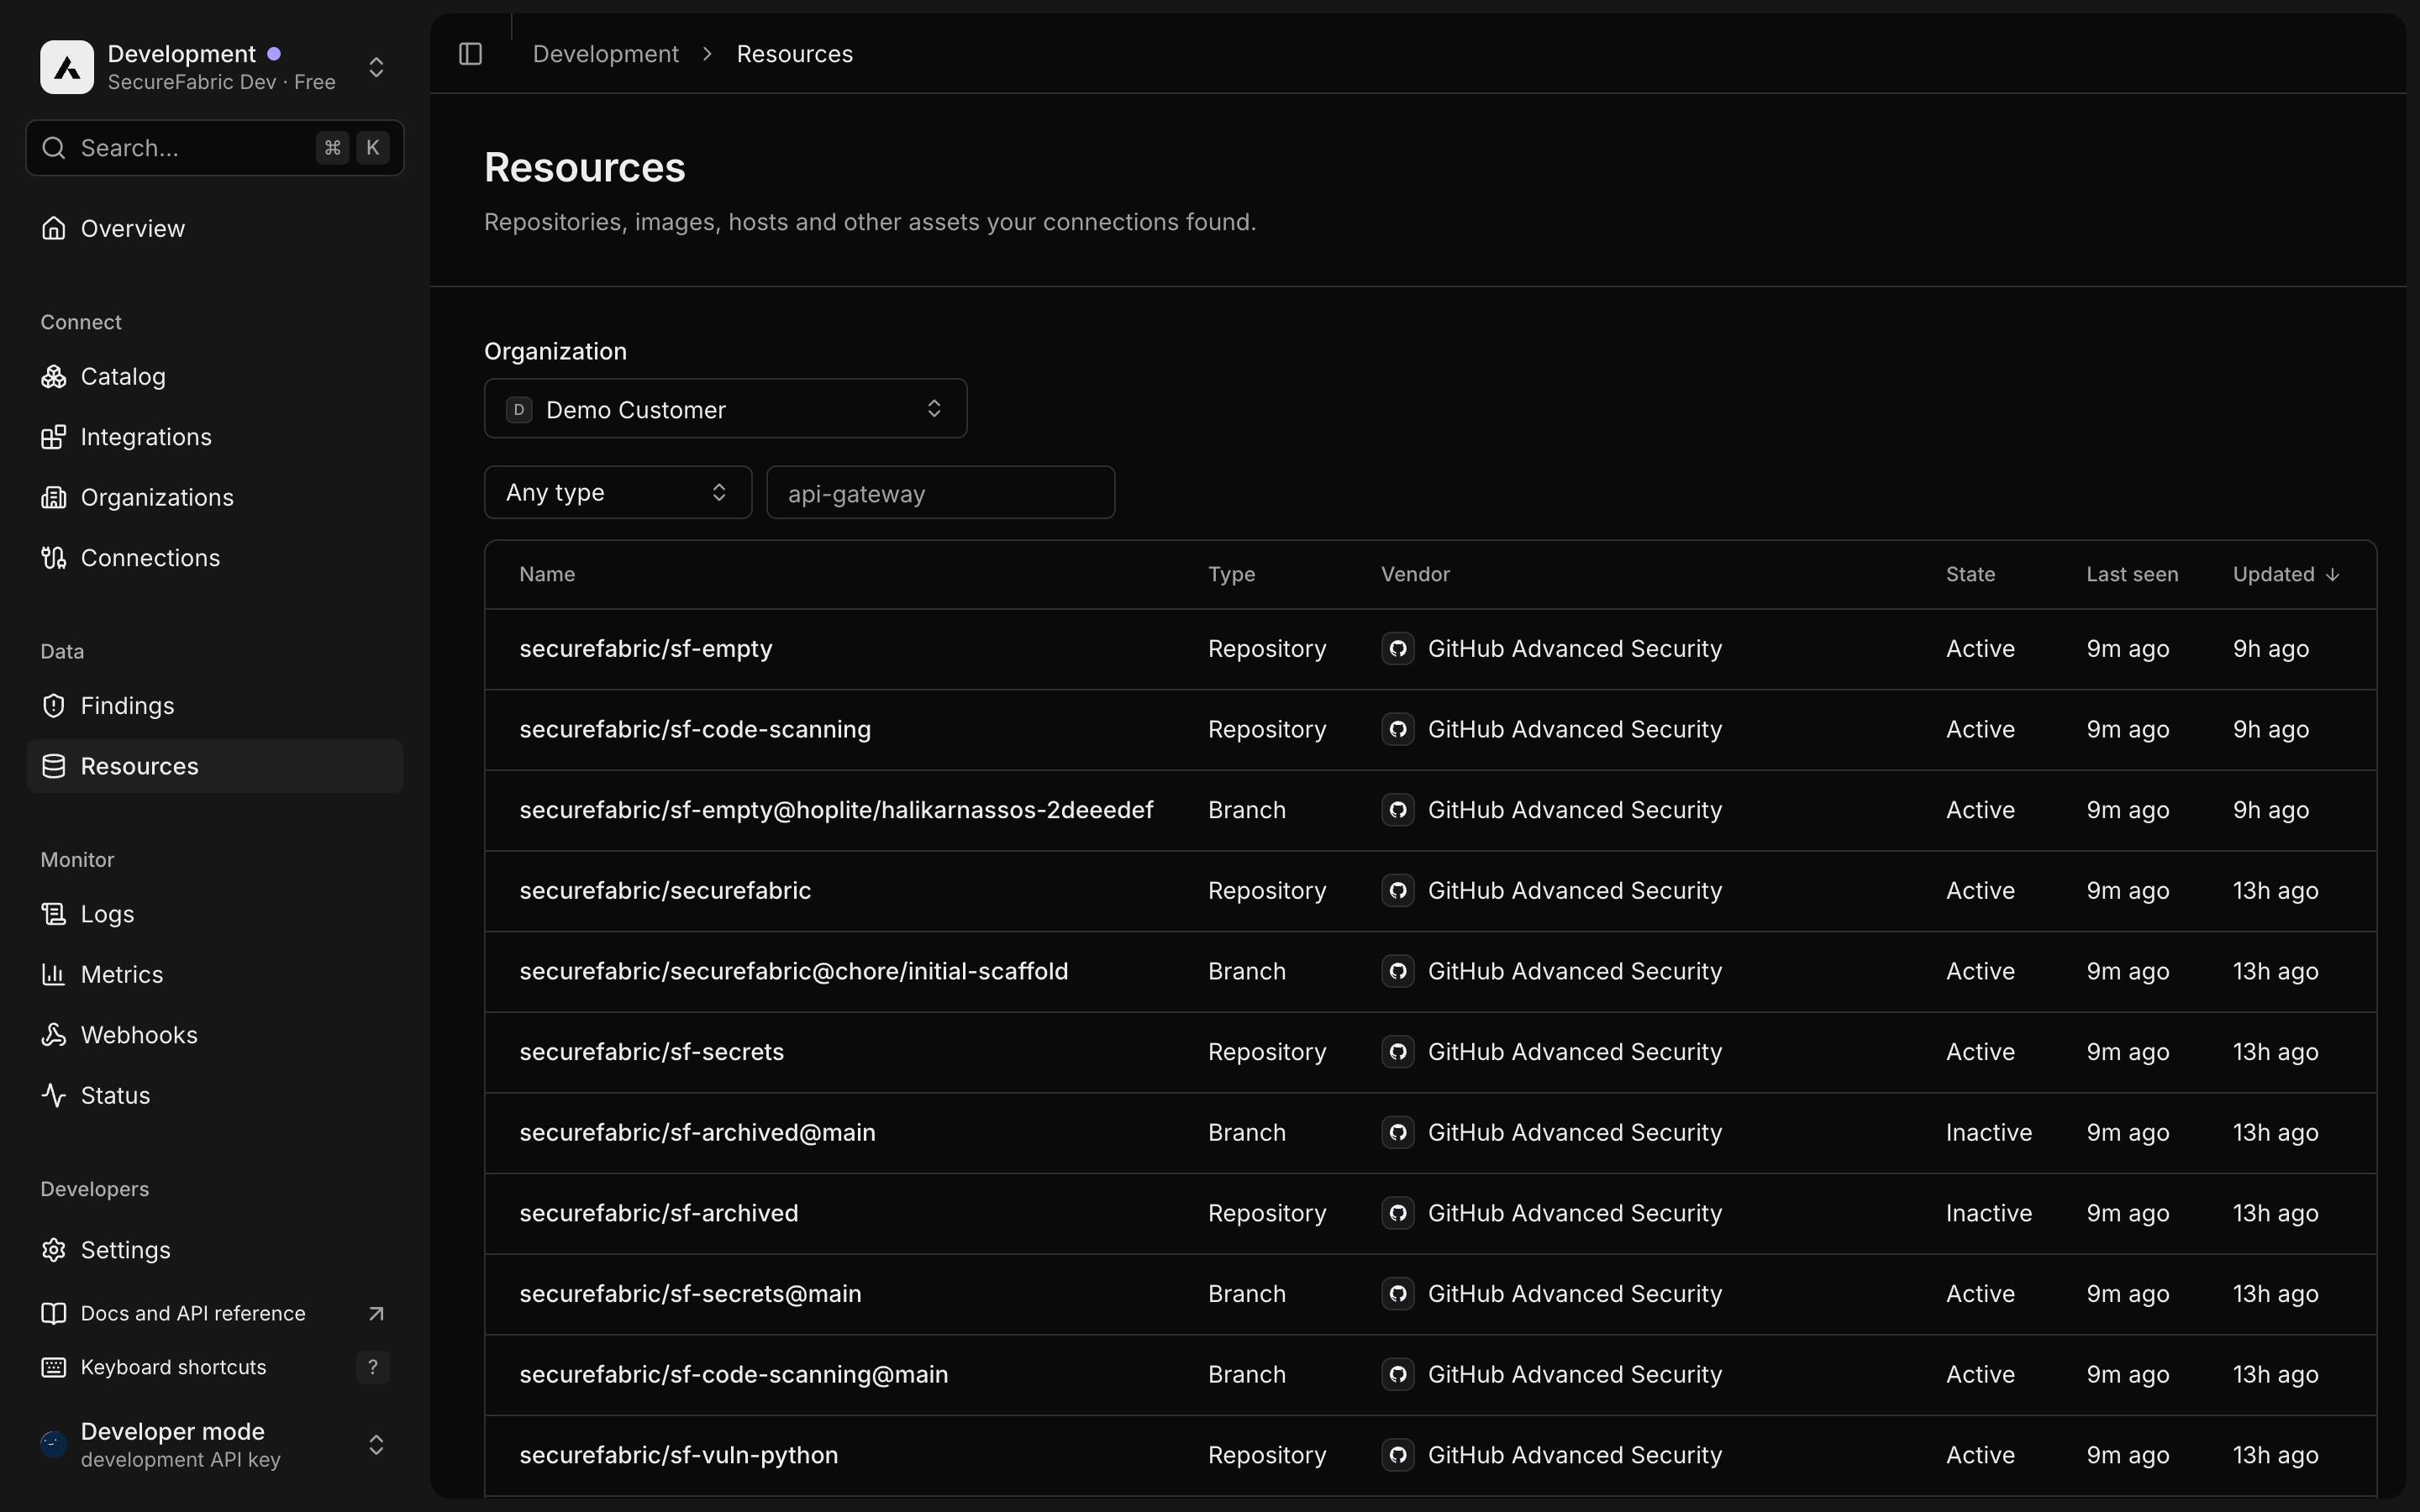 Development
SecureFabric Dev · Free
Search...
⌘ K
Overview
Connect
Catalog
Integrations
Organizations
Connections
Data
Findings
Resources
Monitor
Logs
Metrics
Webhooks
Status
Developers
Settings
Docs and API reference
Keyboard shortcuts ?
Developer mode
development API key
Development > Resources
Resources
Repositories, images, hosts and other assets your connections found.
Organization
D Demo Customer
Any type api-gateway
Name Type Vendor State Last seen Updated ↓
securefabric/sf-empty Repository GitHub Advanced Security Active 9m ago 9h ago
securefabric/sf-code-scanning Repository GitHub Advanced Security Active 9m ago 9h ago
securefabric/sf-empty@hoplite/halikarnassos-2deeedef Branch GitHub Advanced Security Active 9m ago 9h ago
securefabric/securefabric Repository GitHub Advanced Security Active 9m ago 13h ago
securefabric/securefabric@chore/initial-scaffold Branch GitHub Advanced Security Active 9m ago 13h ago
securefabric/sf-secrets Repository GitHub Advanced Security Active 9m ago 13h ago
securefabric/sf-archived@main Branch GitHub Advanced Security Inactive 9m ago 13h ago
securefabric/sf-archived Repository GitHub Advanced Security Inactive 9m ago 13h ago
securefabric/sf-secrets@main Branch GitHub Advanced Security Active 9m ago 13h ago
securefabric/sf-code-scanning@main Branch GitHub Advanced Security Active 9m ago 13h ago
securefabric/sf-vuln-python Repository GitHub Advanced Security Active 9m ago 13h ago